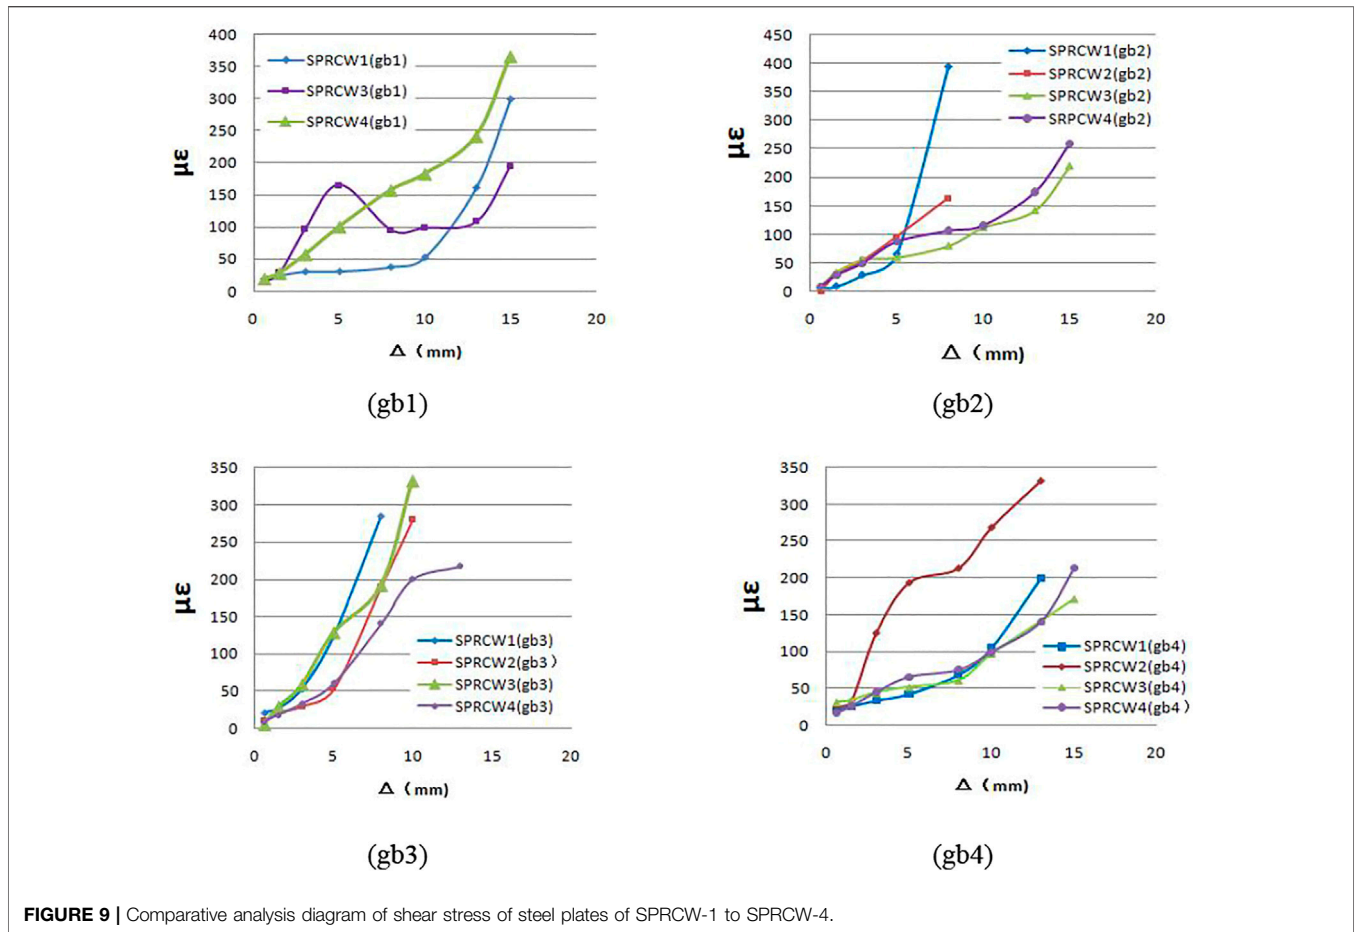 400
350
300
250
200
150
100
50
0
με
SPRCW1(gb1)
SPRCW3(gb1)
SPRCW4(gb1)
0 5 10 15 20
Δ (mm)
(gb1)
450
400
350
300
250
200
150
100
50
0
με
SPRCW1(gb2)
SPRCW2(gb2)
SPRCW3(gb2)
SRPCW4(gb2)
0 5 10 15 20
Δ (mm)
(gb2)
350
300
250
200
150
100
50
0
με
SPRCW1(gb3)
SPRCW2(gb3)
SPRCW3(gb3)
SPRCW4(gb3)
0 5 10 15 20
Δ (mm)
(gb3)
350
300
250
200
150
100
50
0
με
SPRCW1(gb4)
SPRCW2(gb4)
SPRCW3(gb4)
SPRCW4(gb4)
0 5 10 15 20
Δ (mm)
(gb4)
FIGURE 9 | Comparative analysis diagram of shear stress of steel plates of SPRCW-1 to SPRCW-4.